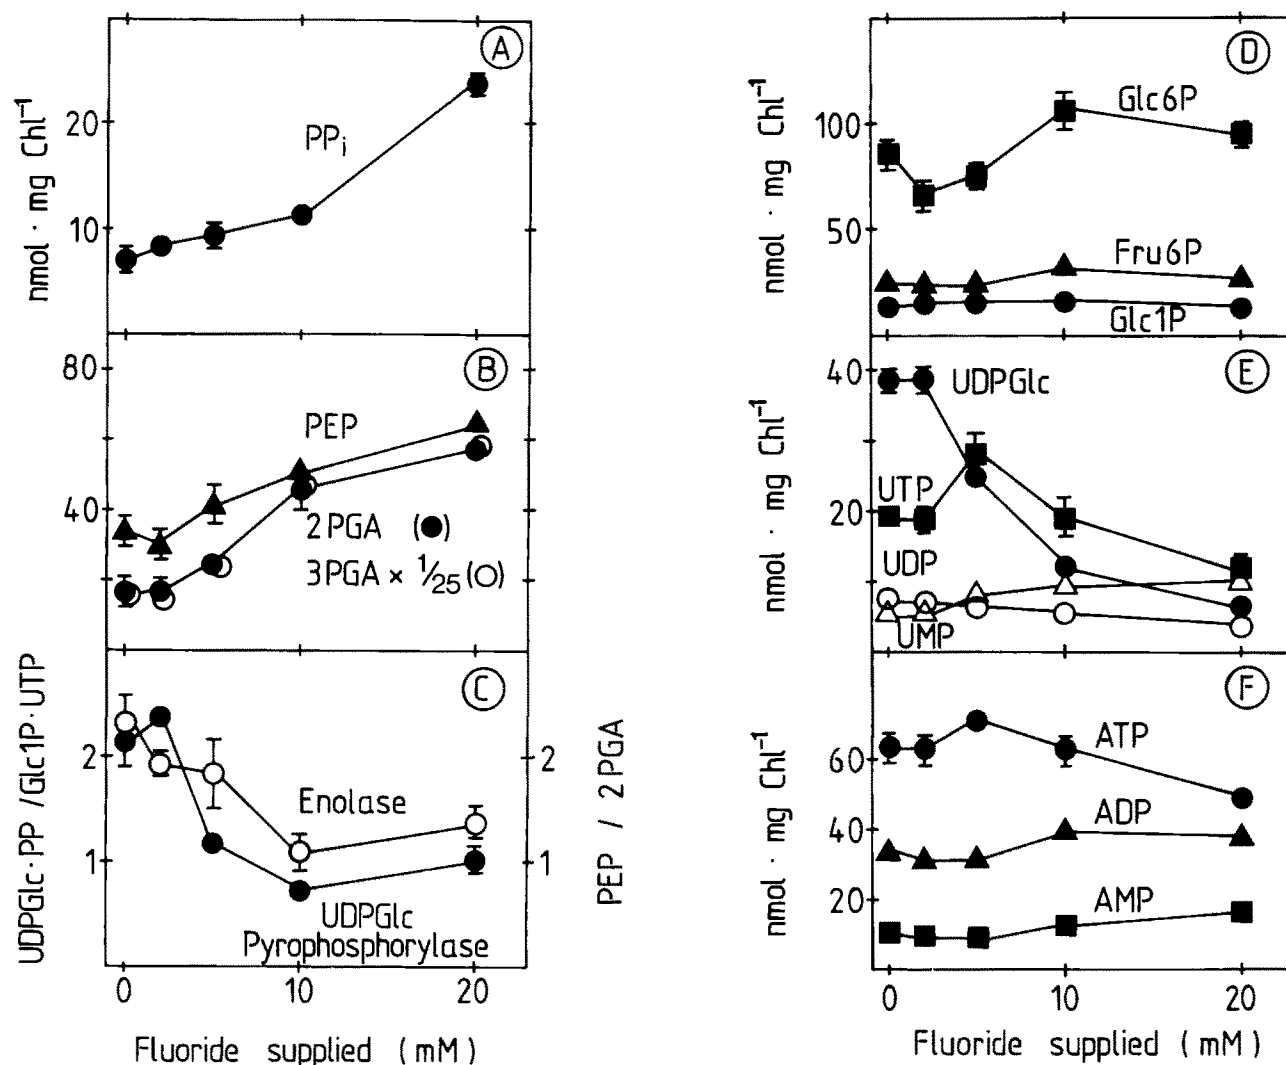 A
20
10
PPi
nmol · mg Chl⁻¹
B
80
40
PEP
2PGA (●)
3PGA × 1/25 (○)
C
2
1
2
1
Enolase
UDPGlc
Pyrophosphorylase
UDPGlc·PP /Glc1P·UTP
PEP / 2PGA
0
10
20
Fluoride supplied (mM)
D
100
50
Glc6P
Fru6P
Glc1P
nmol · mg Chl⁻¹
E
40
20
UDPGlc
UTP
UDP
UMP
nmol · mg Chl⁻¹
F
60
40
20
ATP
ADP
AMP
nmol · mg Chl⁻¹
0
10
20
Fluoride supplied (mM)